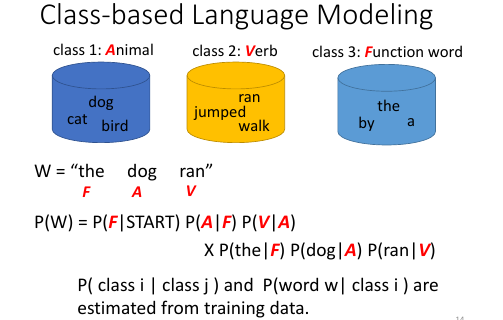 Class-based Language Modeling
class 1: Animal class 2: Verb class 3: Function word
dog
cat
bird
ran
jumped
walk
the
by a
W = “the dog ran”
F A V
P(W) = P(F|START) P(A|F) P(V|A)
X P(the|F) P(dog|A) P(ran|V)
P( class i | class j ) and P(word w| class i ) are
estimated from training data.
14